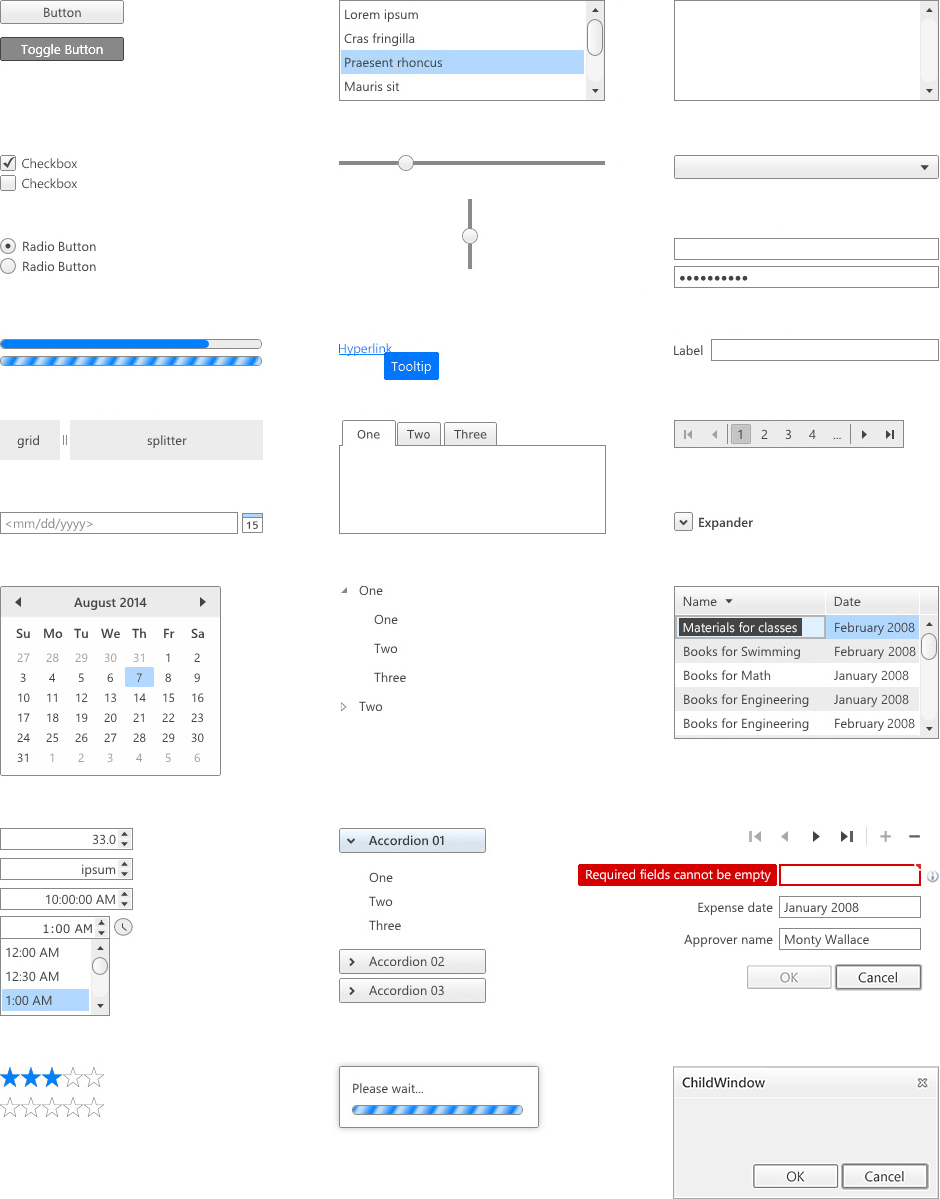 Button
Toggle Button
Lorem ipsum
Cras fringilla
Praesent rhoncus
Mauris sit
Checkbox
Checkbox
Radio Button
Radio Button
Hyperlink
Tooltip
Label
grid
splitter
One Two Three
1 2 3 4 ...
<mm/dd/yyyy> 15
Expander
August 2014
Su Mo Tu We Th Fr Sa
27 28 29 30 31 1 2
3 4 5 6 7 8 9
10 11 12 13 14 15 16
17 18 19 20 21 22 23
24 25 26 27 28 29 30
31 1 2 3 4 5 6
One
One
Two
Three
Two
Name Date
Materials for classes February 2008
Books for Swimming February 2008
Books for Math January 2008
Books for Engineering January 2008
Books for Engineering February 2008
33.0
ipsum
10:00:00 AM
1:00 AM
12:00 AM
12:30 AM
1:00 AM
Accordion 01
One
Two
Three
Accordion 02
Accordion 03
Required fields cannot be empty
Expense date January 2008
Approver name Monty Wallace
OK Cancel
Please wait...
ChildWindow
OK Cancel